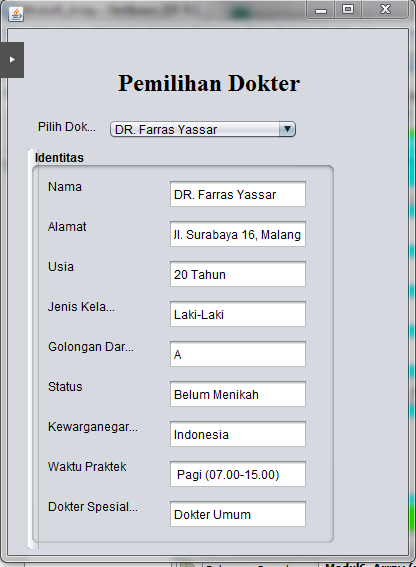 Pemilihan Dokter
Pilih Dok... DR. Farras Yassar
Identitas
Nama DR. Farras Yassar
Alamat Jl. Surabaya 16, Malang
Usia 20 Tahun
Jenis Kela... Laki-Laki
Golongan Dar... A
Status Belum Menikah
Kewarganegar... Indonesia
Waktu Praktek Pagi (07.00-15.00)
Dokter Spesial... Dokter Umum